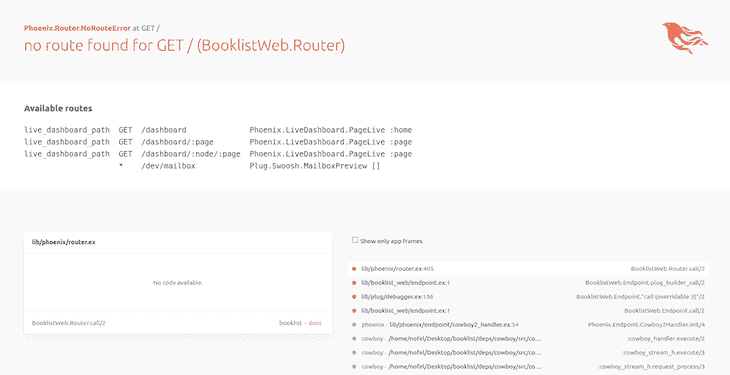 Phoenix.Router.NoRouteError at GET /
no route found for GET / (BooklistWeb.Router)
Available routes
live_dashboard_path GET /dashboard Phoenix.LiveDashboard.PageLive :home
live_dashboard_path GET /dashboard/:page Phoenix.LiveDashboard.PageLive :page
live_dashboard_path GET /dashboard/:node/:page Phoenix.LiveDashboard.PageLive :page
* /dev/mailbox Plug.Swoosh.MailboxPreview []
lib/phoenix/router.ex
No code available.
BooklistWeb.Router.call/2 booklist · docs
Show only app frames
lib/phoenix/router.ex:405 BooklistWeb.Router.call/2
lib/booklist_web/endpoint.ex:1 BooklistWeb.Endpoint.plug_builder_call/2
lib/plug/debugger.ex:136 BooklistWeb.Endpoint."call (overridable 3)"/2
lib/booklist_web/endpoint.ex:1 BooklistWeb.Endpoint.call/2
phoenix lib/phoenix/endpoint/cowboy2_handler.ex:54 Phoenix.Endpoint.Cowboy2Handler.init/4
cowboy · /home/nofel/Desktop/booklist/deps/cowboy/src/co... :cowboy_handler.execute/2
cowboy · /home/nofel/Desktop/booklist/deps/cowboy/src/co... :cowboy_stream_h.execute/3
cowboy · /home/nofel/Desktop/booklist/deps/cowboy/src/co... :cowboy_stream_h.request_process/3